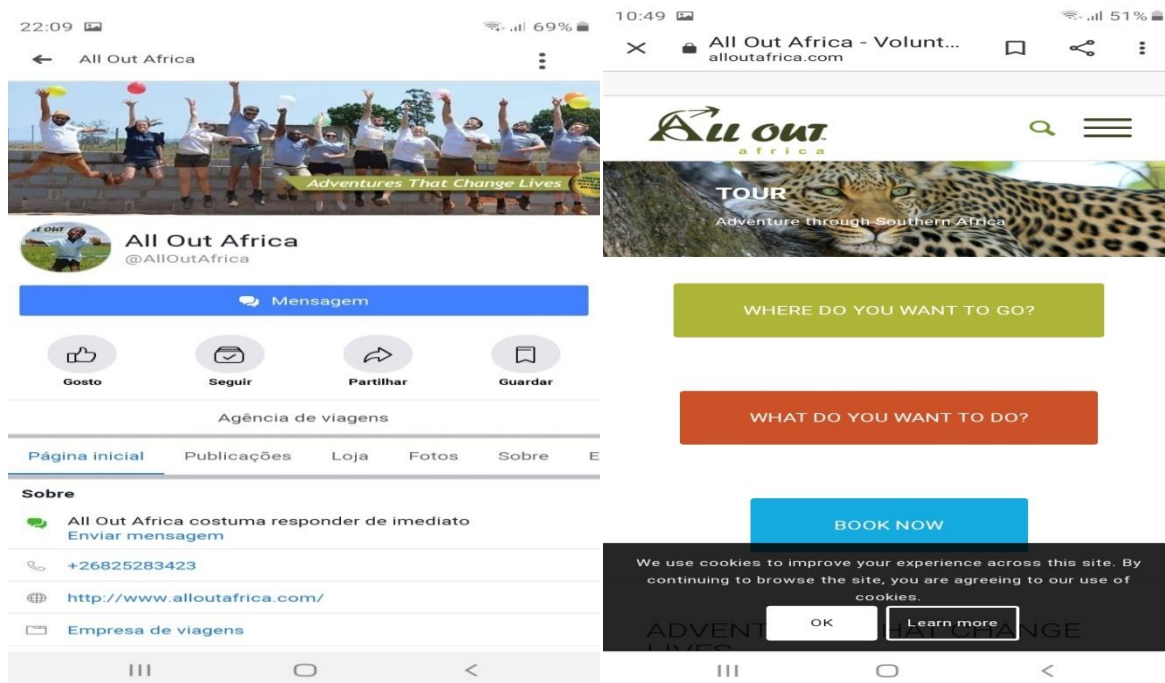 22:09 69%
All Out Africa
Adventures That Change Lives
All Out Africa
@AllOutAfrica
Mensagem
Gosto Seguir Partilhar Guardar
Agência de viagens
Página inicial Publicações Loja Fotos Sobre E
Sobre
All Out Africa costuma responder de imediato
Enviar mensagem
+26825283423
http://www.alloutafrica.com/
Empresa de viagens
10:49 51%
All Out Africa - Volunt...
alloutafrica.com
ALL OUT
africa
TOUR
Adventure through Southern Africa
WHERE DO YOU WANT TO GO?
WHAT DO YOU WANT TO DO?
BOOK NOW
We use cookies to improve your experience across this site. By
continuing to browse the site, you are agreeing to our use of
cookies.
OK Learn more